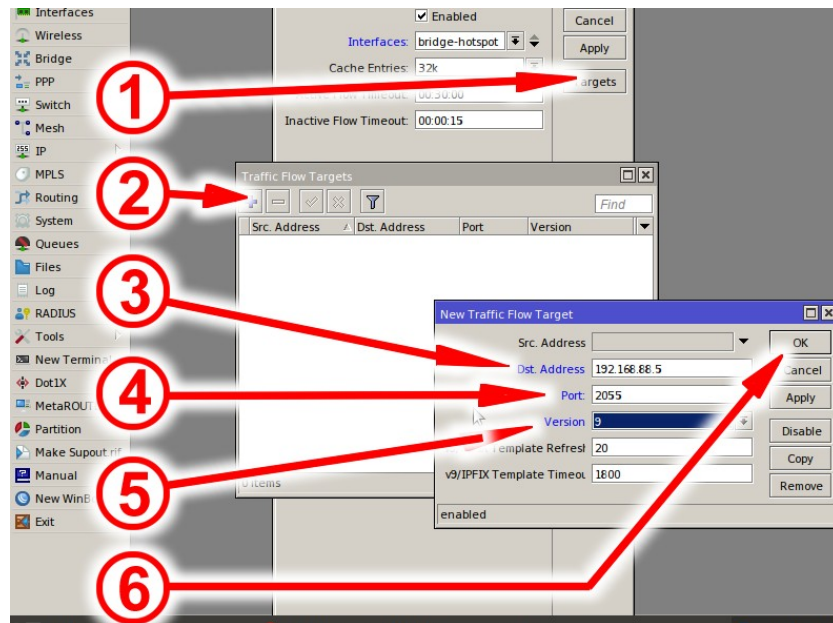 Interfaces
Wireless
Bridge
PPP
Switch
Mesh
IP
MPLS
Routing
System
Queues
Files
Log
RADIUS
Tools
New Terminal
Dot1X
MetaROU
Partition
Make Supout.rif
Manual
New WinB
Exit
Enabled
Interfaces: bridge-hotspot
Cache Entries: 32k
00:30:00
Inactive Flow Timeout: 00:00:15
Cancel
Apply
Targets
1
2
3
4
5
6
Traffic Flow Targets
Find
Src. Address Dst. Address Port Version
0 items
New Traffic Flow Target
Src. Address
Dst. Address 192.168.88.5
Port: 2055
Version 9
Template Refresh 20
v9/IPFIX Template Timeou 1800
OK
Cancel
Apply
Disable
Copy
Remove
enabled